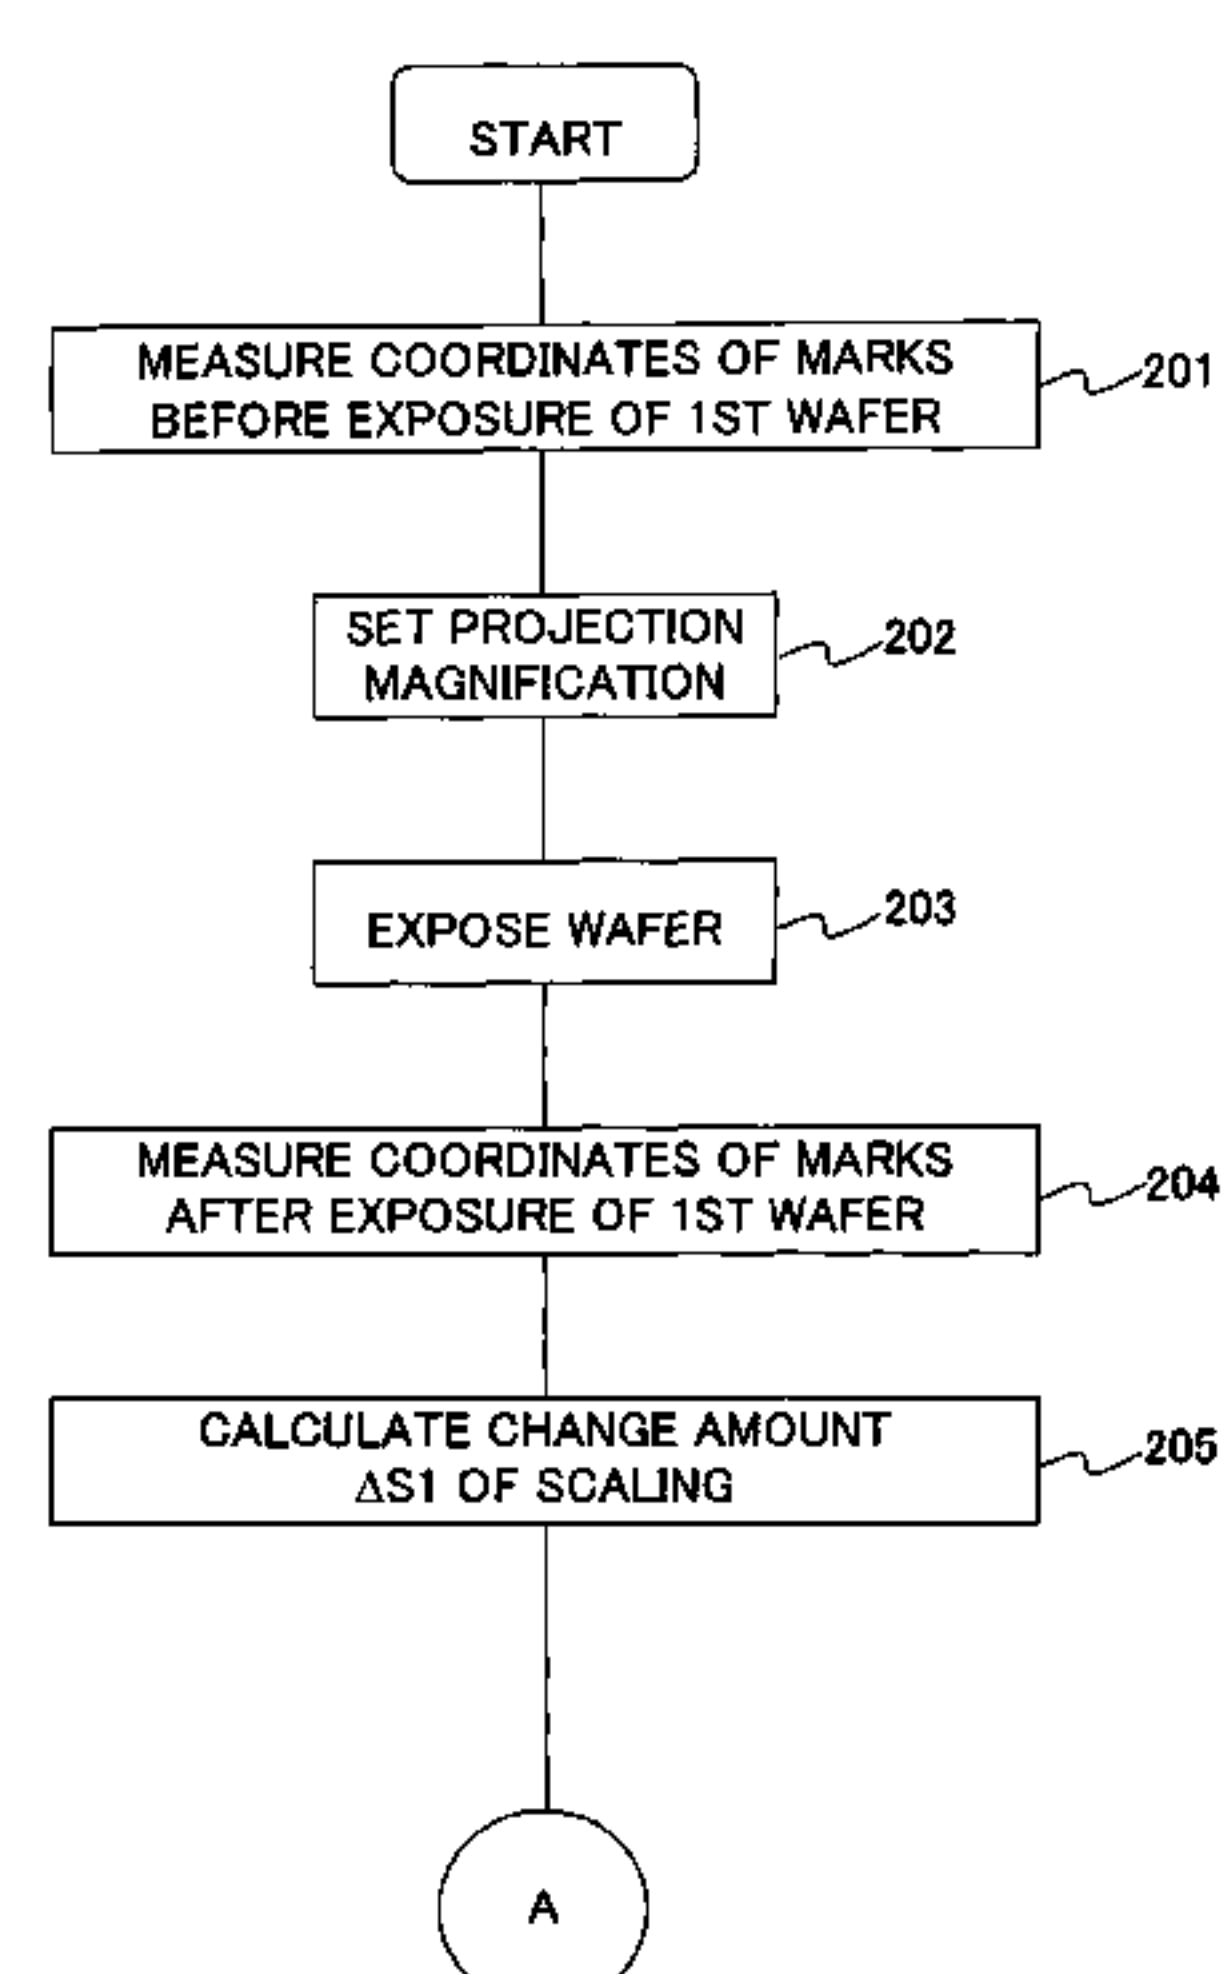 START
MEASURE COORDINATES OF MARKS
BEFORE EXPOSURE OF 1ST WAFER
201
SET PROJECTION
MAGNIFICATION
202
EXPOSE WAFER
203
MEASURE COORDINATES OF MARKS
AFTER EXPOSURE OF 1ST WAFER
204
CALCULATE CHANGE AMOUNT
ΔS1 OF SCALING
205
A